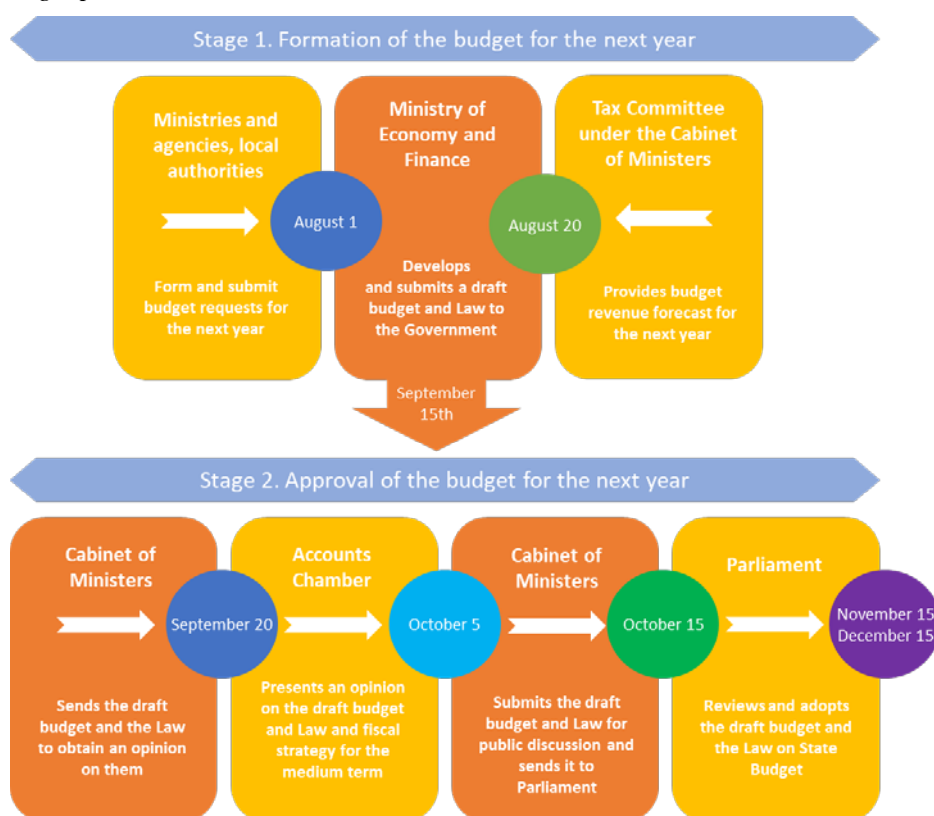 Stage 1. Formation of the budget for the next year
Ministries and
agencies, local
authorities
August 1
Form and submit
budget requests for
the next year
Ministry of
Economy and
Finance
Develops
and submits a draft
budget and Law to
the Government
Tax Committee
under the Cabinet
of Ministers
August 20
Provides budget
revenue forecast for
the next year
September
15th
Stage 2. Approval of the budget for the next year
Cabinet of
Ministers
September 20
Sends the draft
budget and the Law
to obtain an opinion
on them
Accounts
Chamber
October 5
Presents an opinion
on the draft budget
and Law and fiscal
strategy for the
medium term
Cabinet of
Ministers
October 15
Submits the draft
budget and Law for
public discussion and
sends it to
Parliament
Parliament
November 15
December 15
Reviews and adopts
the draft budget and
the Law on State
Budget